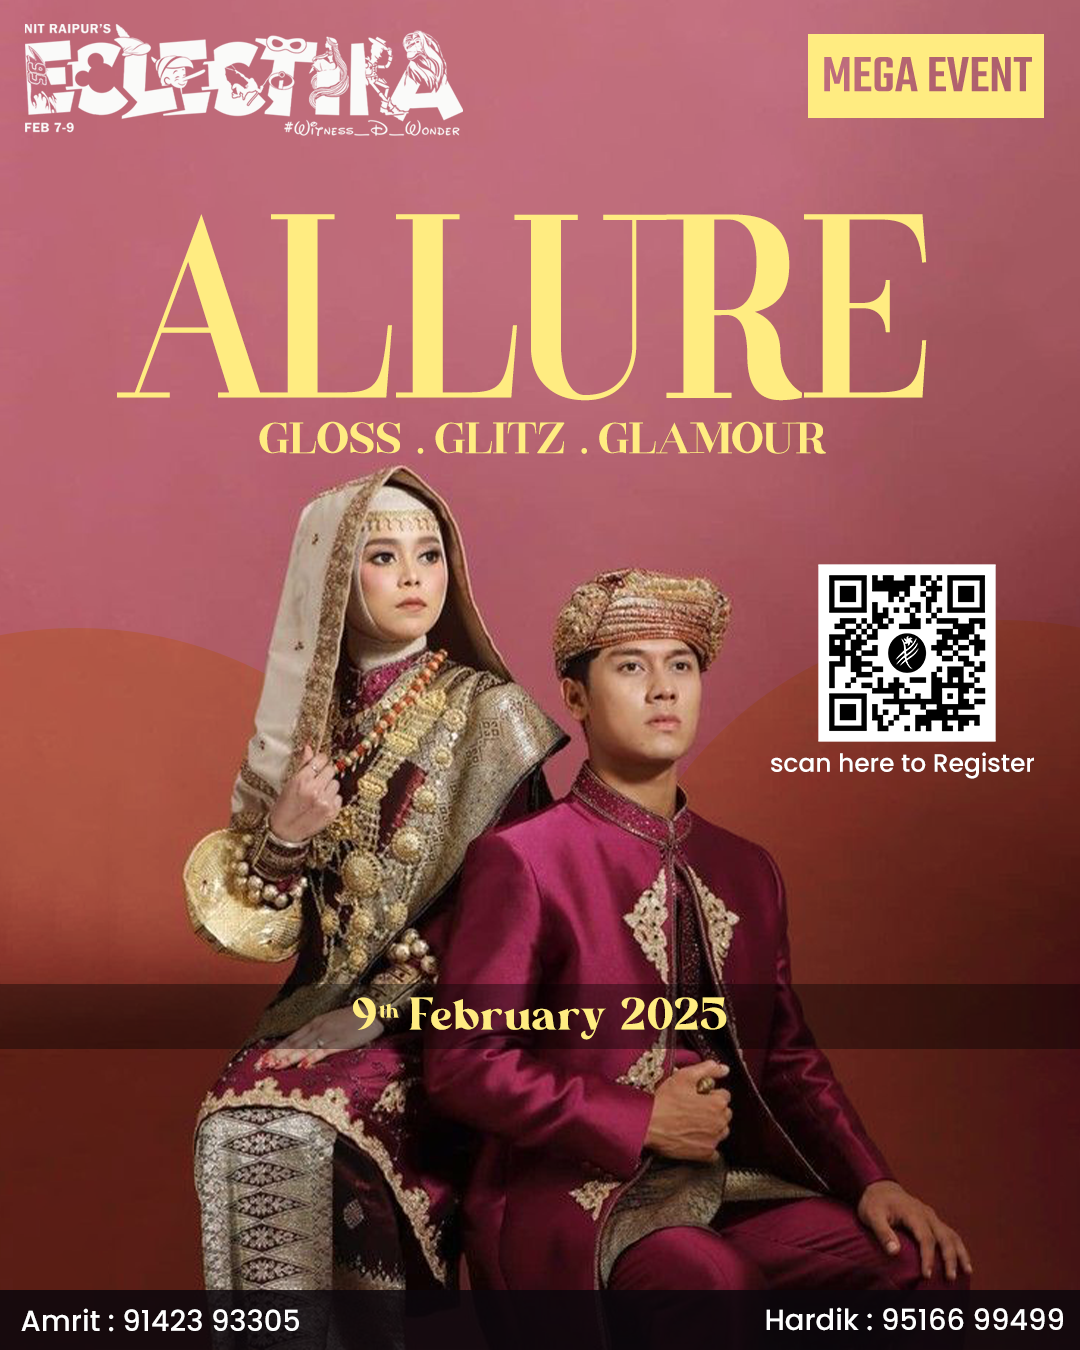 NIT RAIPUR'S
ECLECTIKA
FEB 7-9
#WITNESS_D_WONDER
MEGA EVENT
ALLURE
GLOSS . GLITZ . GLAMOUR
scan here to Register
9th February 2025
Amrit : 91423 93305
Hardik : 95166 99499